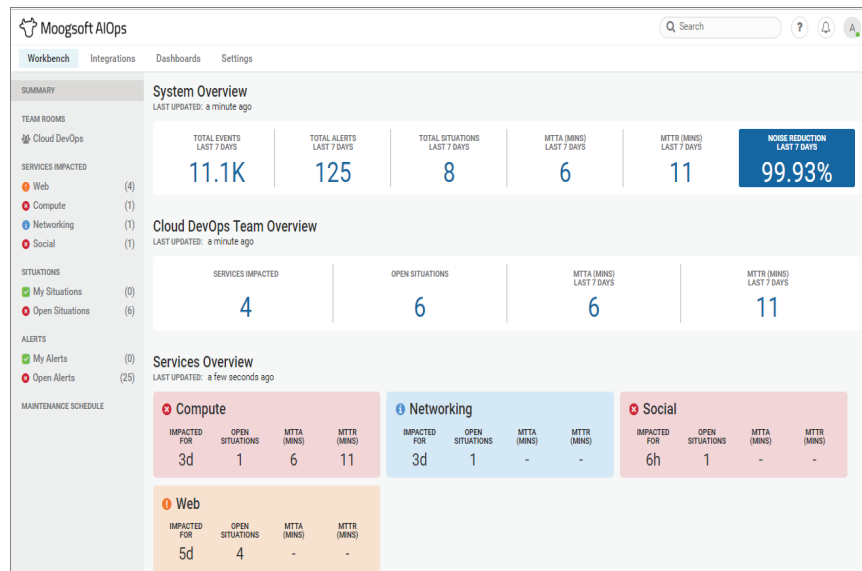 Moogsoft AIOps
Search
?
A
Workbench Integrations Dashboards Settings
SUMMARY
TEAM ROOMS
Cloud DevOps
SERVICES IMPACTED
Web (4)
Compute (1)
Networking (1)
Social (1)
SITUATIONS
My Situations (0)
Open Situations (6)
ALERTS
My Alerts (0)
Open Alerts (25)
MAINTENANCE SCHEDULE
System Overview
LAST UPDATED: a minute ago
TOTAL EVENTS
LAST 7 DAYS
11.1K
TOTAL ALERTS
LAST 7 DAYS
125
TOTAL SITUATIONS
LAST 7 DAYS
8
MTTA (MINS)
LAST 7 DAYS
6
MTTR (MINS)
LAST 7 DAYS
11
NOISE REDUCTION
LAST 7 DAYS
99.93%
Cloud DevOps Team Overview
LAST UPDATED: a minute ago
SERVICES IMPACTED
4
OPEN SITUATIONS
6
MTTA (MINS)
LAST 7 DAYS
6
MTTR (MINS)
LAST 7 DAYS
11
Services Overview
LAST UPDATED: a few seconds ago
Compute
IMPACTED FOR
3d
OPEN SITUATIONS
1
MTTA (MINS)
6
MTTR (MINS)
11
Networking
IMPACTED FOR
3d
OPEN SITUATIONS
1
MTTA (MINS)
-
MTTR (MINS)
-
Social
IMPACTED FOR
6h
OPEN SITUATIONS
1
MTTA (MINS)
-
MTTR (MINS)
-
Web
IMPACTED FOR
5d
OPEN SITUATIONS
4
MTTA (MINS)
-
MTTR (MINS)
-